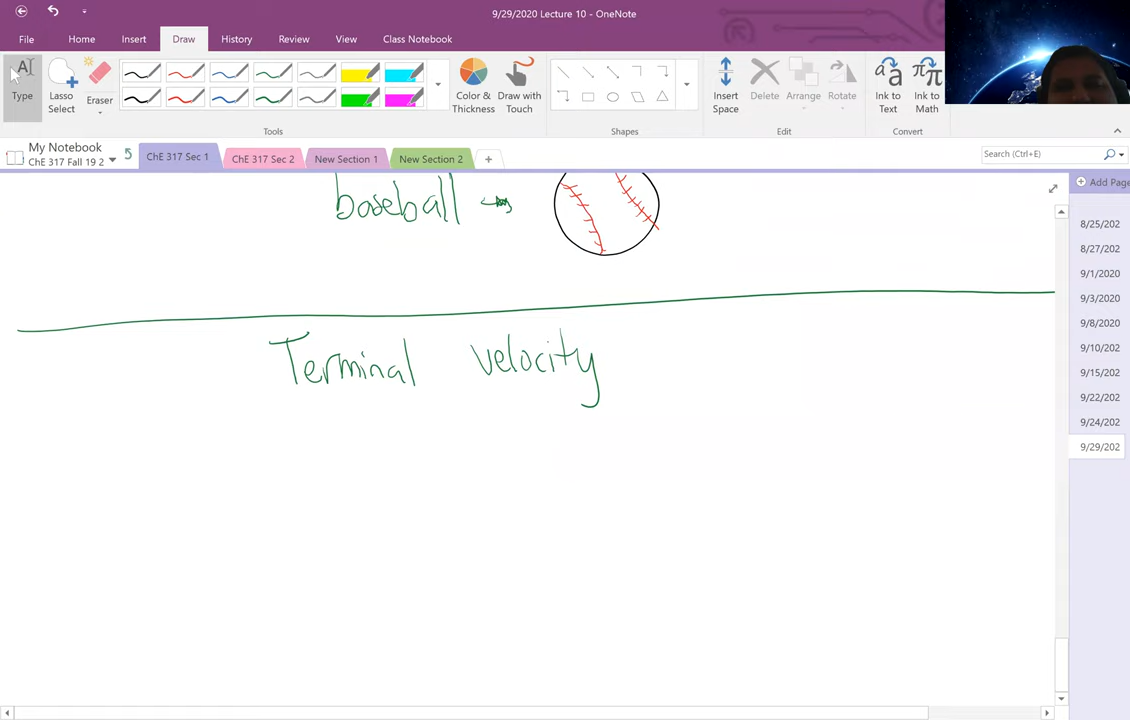 9/29/2020 Lecture 10 - OneNote
File Home Insert Draw History Review View Class Notebook
Type
Lasso Select
Eraser
Color & Thickness
Draw with Touch
Insert Space
Delete
Arrange
Rotate
Ink to Text
Ink to Math
Tools
Shapes
Edit
Convert
My Notebook
ChE 317 Fall 19 2
ChE 317 Sec 1
ChE 317 Sec 2
New Section 1
New Section 2
+
Search (Ctrl+E)
Add Page
8/25/202
8/27/202
9/1/2020
9/3/2020
9/8/2020
9/10/202
9/15/202
9/22/202
9/24/202
9/29/202
baseball
Terminal velocity